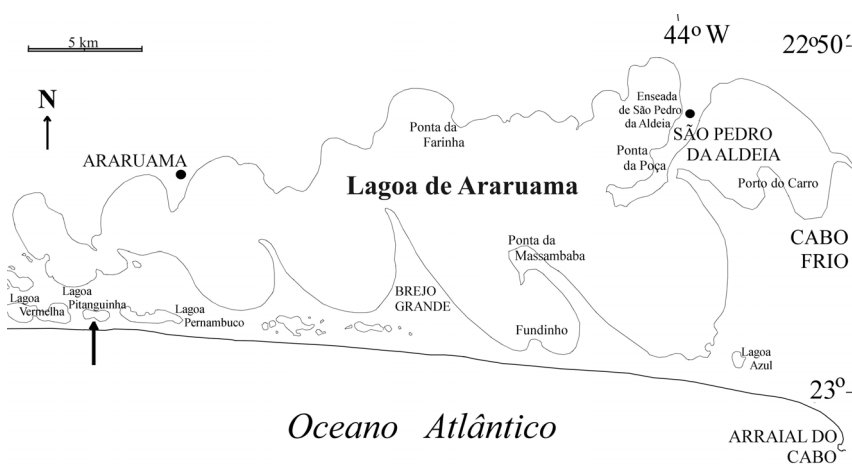 5 km
44º W
22º50´
N
Enseada
de São Pedro
da Aldeia
Ponta da
Farinha
SÃO PEDRO
DA ALDEIA
ARARUAMA
Ponta
da Poça
Lagoa de Araruama
Porto do Carro
CABO
FRIO
Ponta da
Massambaba
BREJO
GRANDE
Lagoa
Vermelha
Lagoa
Pitanguinha
Lagoa
Pernambuco
Fundinho
Lagoa
Azul
23º
Oceano Atlântico
ARRAIAL DO
CABO